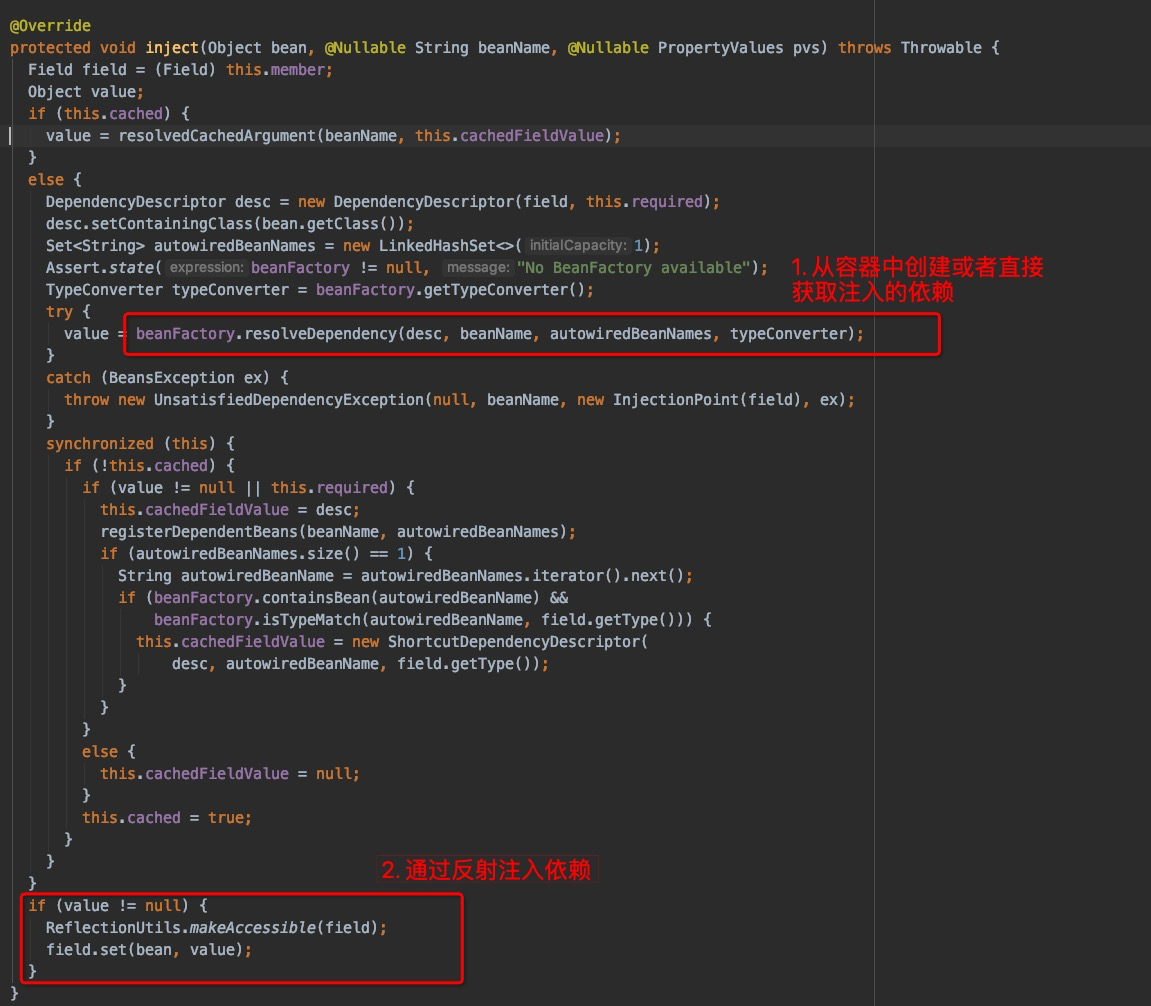 @Override
protected void inject(Object bean, @Nullable String beanName, @Nullable PropertyValues pvs) throws Throwable {
Field field = (Field) this.member;
Object value;
if (this.cached) {
value = resolvedCachedArgument(beanName, this.cachedFieldValue);
}
else {
DependencyDescriptor desc = new DependencyDescriptor(field, this.required);
desc.setContainingClass(bean.getClass());
Set<String> autowiredBeanNames = new LinkedHashSet<>( initialCapacity: 1);
Assert.state( expression: beanFactory != null, message: "No BeanFactory available");
1. 从容器中创建或者直接
获取注入的依赖
TypeConverter typeConverter = beanFactory.getTypeConverter();
try {
value = beanFactory.resolveDependency(desc, beanName, autowiredBeanNames, typeConverter);
}
catch (BeansException ex) {
throw new UnsatisfiedDependencyException(null, beanName, new InjectionPoint(field), ex);
}
synchronized (this) {
if (!this.cached) {
if (value != null || this.required) {
this.cachedFieldValue = desc;
registerDependentBeans(beanName, autowiredBeanNames);
if (autowiredBeanNames.size() == 1) {
String autowiredBeanName = autowiredBeanNames.iterator().next();
if (beanFactory.containsBean(autowiredBeanName) &&
beanFactory.isTypeMatch(autowiredBeanName, field.getType())) {
this.cachedFieldValue = new ShortcutDependencyDescriptor(
desc, autowiredBeanName, field.getType());
}
}
}
else {
this.cachedFieldValue = null;
}
this.cached = true;
}
}
2. 通过反射注入依赖
}
if (value != null) {
ReflectionUtils.makeAccessible(field);
field.set(bean, value);
}
}